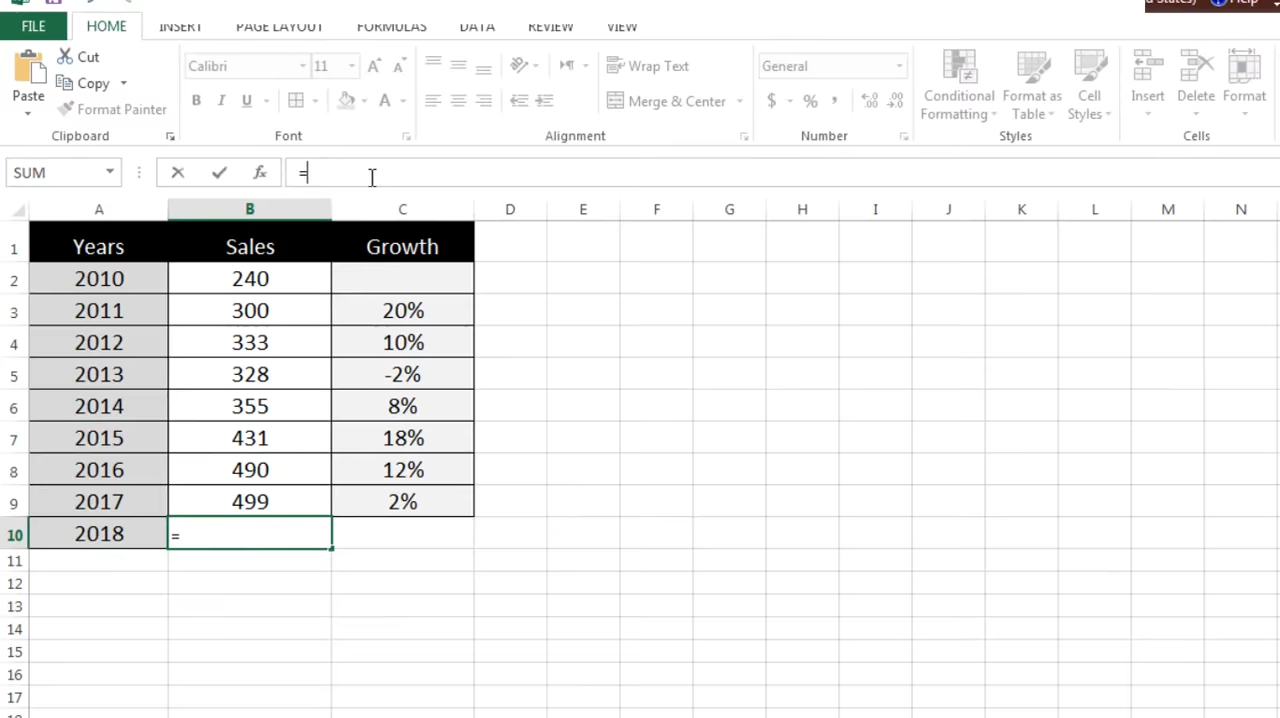 d States) Help
FILE HOME INSERT PAGE LAYOUT FORMULAS DATA REVIEW VIEW
Cut
Copy
Format Painter
Paste
Calibri 11 A A
B I U A
Wrap Text
Merge & Center
General
$ % ,
Conditional Formatting
Format as Table
Cell Styles
Insert Delete Format
Clipboard Font Alignment Number Styles Cells
SUM fx =
A B C D E F G H I J K L M N
1 Years Sales Growth
2 2010 240
3 2011 300 20%
4 2012 333 10%
5 2013 328 -2%
6 2014 355 8%
7 2015 431 18%
8 2016 490 12%
9 2017 499 2%
10 2018 =
11
12
13
14
15
16
17